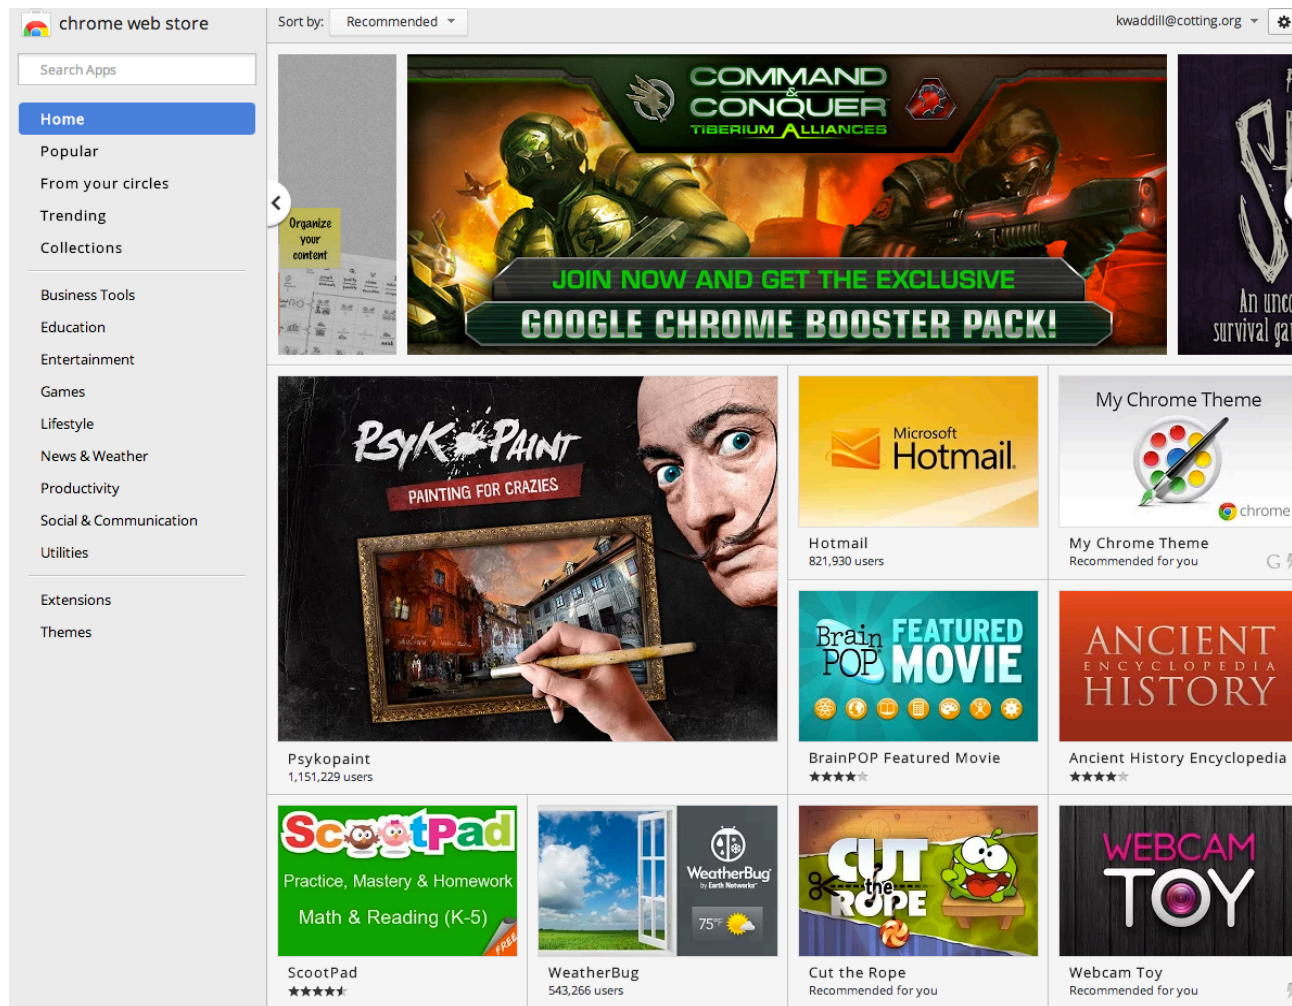 chrome web store
Sort by:
Recommended
kwaddill@cotting.org
Search Apps
Home
Popular
From your circles
Trending
Collections
Business Tools
Education
Entertainment
Games
Lifestyle
News & Weather
Productivity
Social & Communication
Utilities
Extensions
Themes
Organize
your
content
COMMAND
&
CONQUER
TIBERIUM ALLIANCES
JOIN NOW AND GET THE EXCLUSIVE
GOOGLE CHROME BOOSTER PACK!
survival
PSYKOPAINT
PAINTING FOR CRAZIES
Psykopaint
1,151,229 users
Microsoft
Hotmail
Hotmail
821,930 users
My Chrome Theme
chrome
My Chrome Theme
Recommended for you
G
Brain
POP
FEATURED
MOVIE
BrainPOP Featured Movie
ANCIENT
ENCYCLOPEDIA
HISTORY
Ancient History Encyclopedia
ScootPad
Practice, Mastery & Homework
Math & Reading (K-5)
FREE
ScootPad
WeatherBug
by Earth Networks
75°F
WeatherBug
543,266 users
CUT
the
ROPE
Cut the Rope
Recommended for you
WEBCAM
TOY
Webcam Toy
Recommended for you